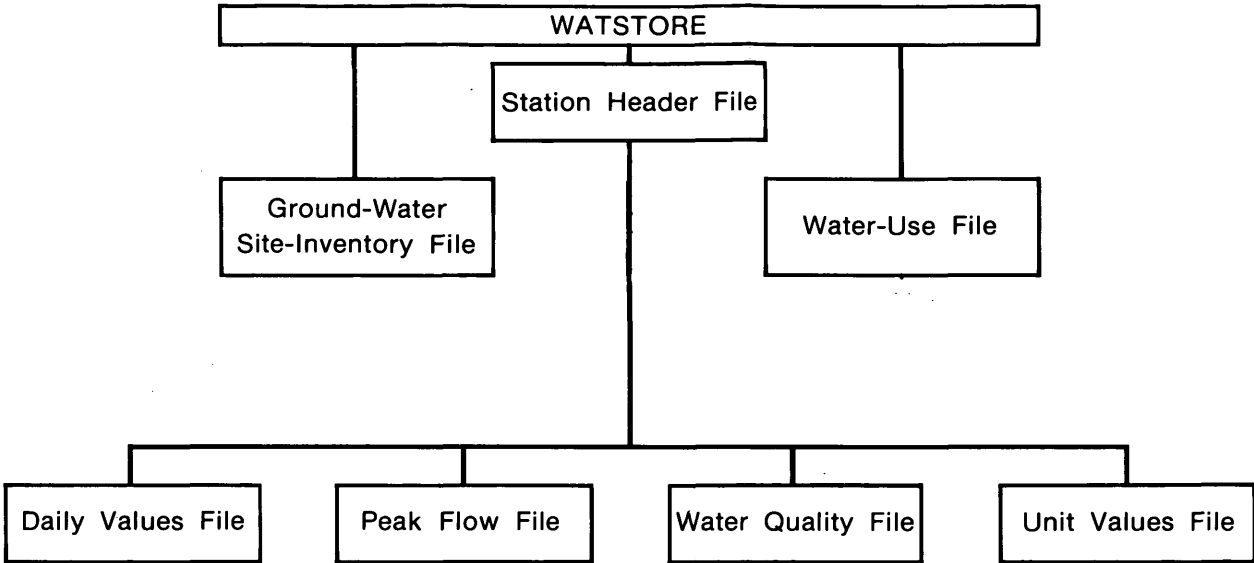 WATSTORE
Station Header File
Ground-Water
Site-Inventory File
Water-Use File
Daily Values File
Peak Flow File
Water Quality File
Unit Values File